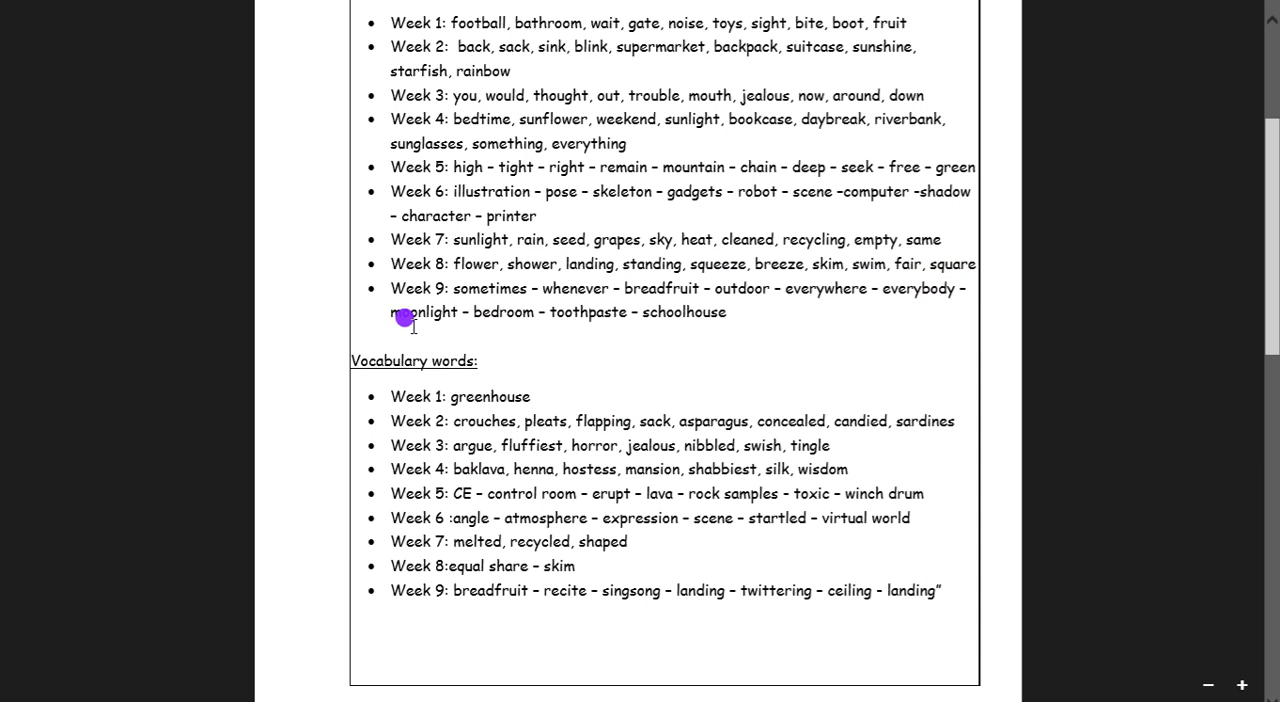 • Week 1: football, bathroom, wait, gate, noise, toys, sight, bite, boot, fruit
• Week 2:  back, sack, sink, blink, supermarket, backpack, suitcase, sunshine,
starfish, rainbow
• Week 3: you, would, thought, out, trouble, mouth, jealous, now, around, down
• Week 4: bedtime, sunflower, weekend, sunlight, bookcase, daybreak, riverbank,
sunglasses, something, everything
• Week 5: high – tight – right – remain – mountain – chain – deep – seek – free – green
• Week 6: illustration – pose – skeleton – gadgets – robot – scene –computer -shadow
– character – printer
• Week 7: sunlight, rain, seed, grapes, sky, heat, cleaned, recycling, empty, same
• Week 8: flower, shower, landing, standing, squeeze, breeze, skim, swim, fair, square
• Week 9: sometimes – whenever – breadfruit – outdoor – everywhere – everybody –
moonlight – bedroom – toothpaste – schoolhouse
Vocabulary words:
• Week 1: greenhouse
• Week 2: crouches, pleats, flapping, sack, asparagus, concealed, candied, sardines
• Week 3: argue, fluffiest, horror, jealous, nibbled, swish, tingle
• Week 4: baklava, henna, hostess, mansion, shabbiest, silk, wisdom
• Week 5: CE – control room – erupt – lava – rock samples – toxic – winch drum
• Week 6 :angle – atmosphere – expression – scene – startled – virtual world
• Week 7: melted, recycled, shaped
• Week 8:equal share – skim
• Week 9: breadfruit – recite – singsong – landing – twittering – ceiling - landing”